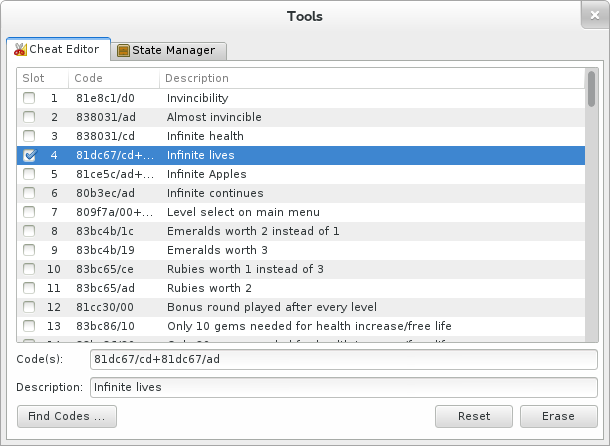 Tools
Cheat Editor State Manager
Slot Code Description
1 81e8c1/d0 Invincibility
2 838031/ad Almost invincible
3 838031/cd Infinite health
4 81dc67/cd+... Infinite lives
5 81ce5c/ad+... Infinite Apples
6 80b3ec/ad Infinite continues
7 809f7a/00+... Level select on main menu
8 83bc4b/1c Emeralds worth 2 instead of 1
9 83bc4b/19 Emeralds worth 3
10 83bc65/ce Rubies worth 1 instead of 3
11 83bc65/ad Rubies worth 2
12 81cc30/00 Bonus round played after every level
13 83bc86/10 Only 10 gems needed for health increase/free life
Code(s): 81dc67/cd+81dc67/ad
Description: Infinite lives
Find Codes ... Reset Erase